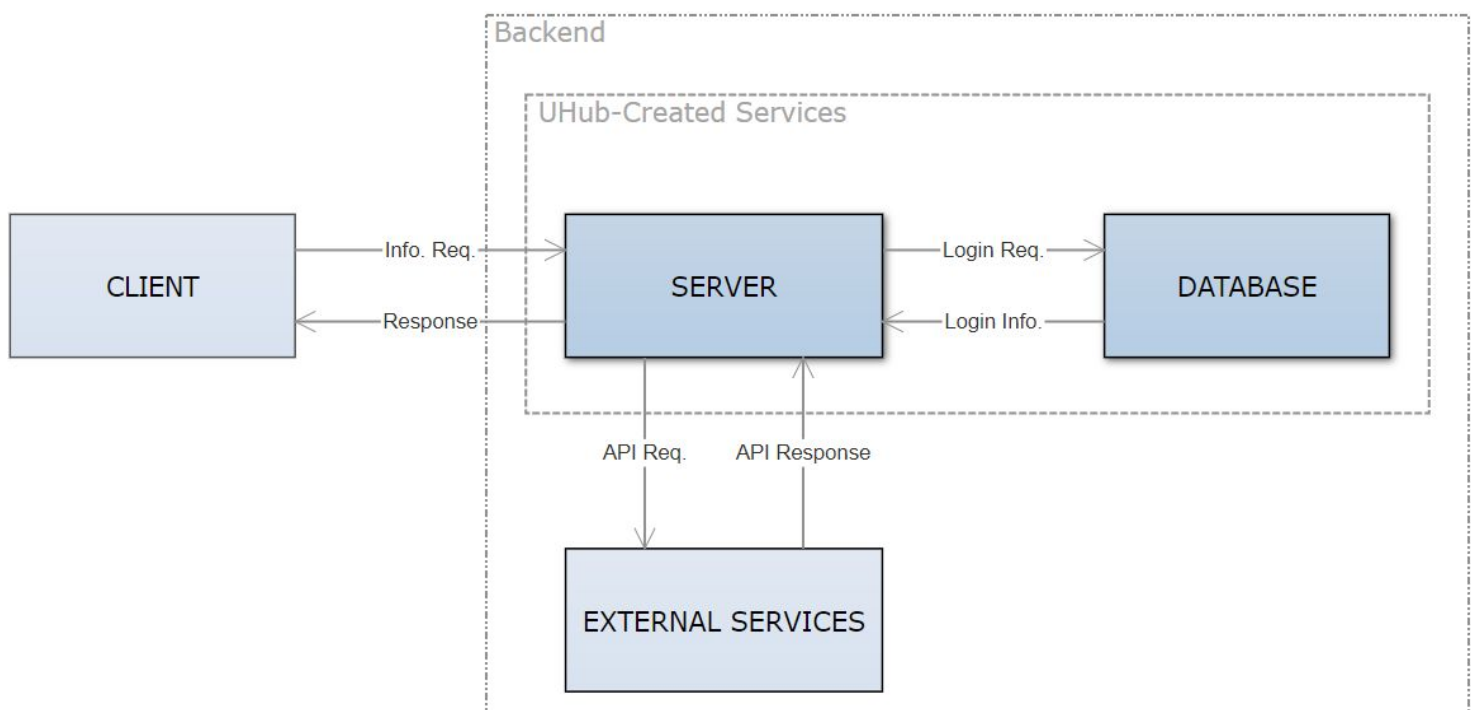 Backend
UHub-Created Services
Info. Req.
Login Req.
CLIENT
SERVER
DATABASE
Response
Login Info.
API Req.
API Response
EXTERNAL SERVICES